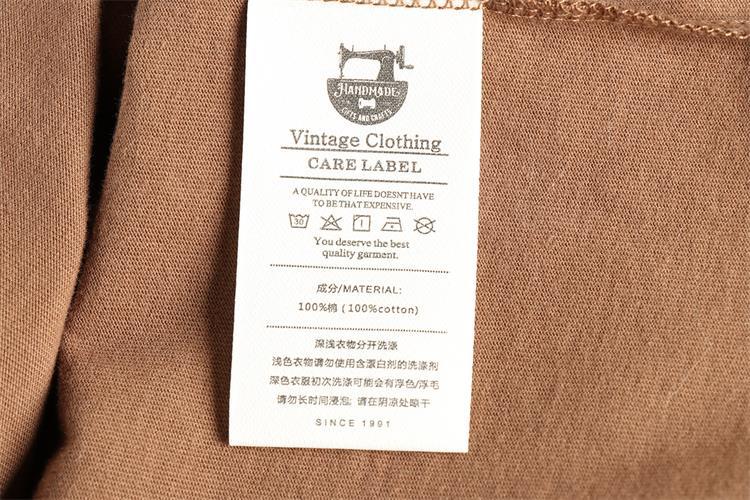 HANDMADE
GIFTS AND CRAFTS
Vintage Clothing
CARE LABEL
A QUALITY OF LIFE DOESNT HAVE
TO BE THAT EXPENSIVE.
30
You deserve the best
quality garment.
成分/MATERIAL:
100%棉 (100%cotton)
深浅衣物分开洗涤
浅色衣物请勿使用含漂白剂的洗涤剂
深色衣服初次洗涤可能会有浮色/浮毛
请勿长时间浸泡; 请在阴凉处晾干
SINCE 1991